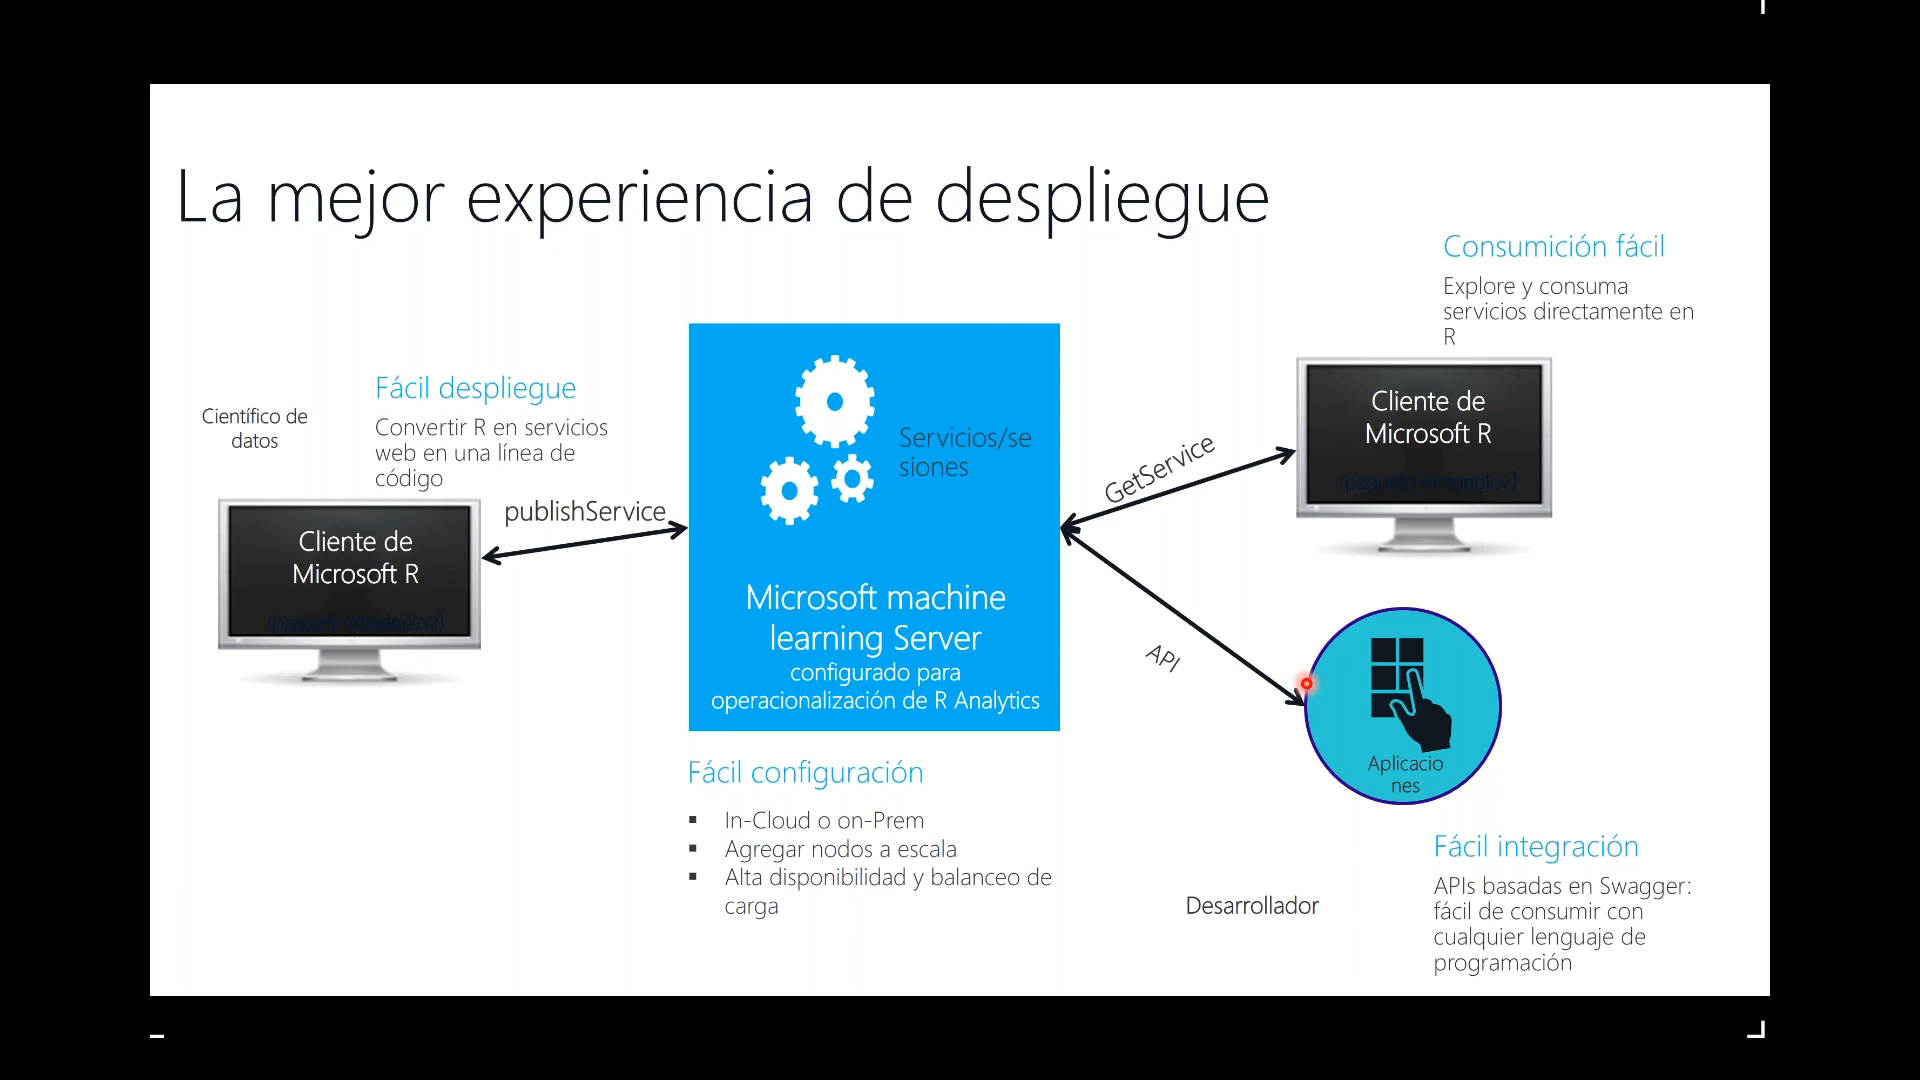 La mejor experiencia de despliegue
Consumición fácil
Explore y consuma
servicios directamente en
R
Cliente de
Microsoft R
Científico de
datos
Fácil despliegue
Convertir R en servicios
web en una línea de
código
publishService
Cliente de
Microsoft R
Servicios/se
siones
Microsoft machine
learning Server
configurado para
operacionalización de R Analytics
GetService
API
Aplicacio
nes
Fácil configuración
In-Cloud o on-Prem
Agregar nodos a escala
Alta disponibilidad y balanceo de
carga
Desarrollador
Fácil integración
APIs basadas en Swagger:
fácil de consumir con
cualquier lenguaje de
programación